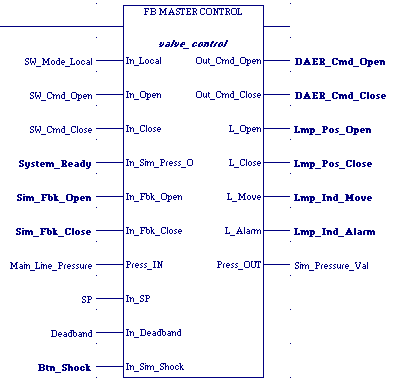 FB MASTER CONTROL
valve_control
SW_Mode_Local In_Local Out_Cmd_Open DAER_Cmd_Open
SW_Cmd_Open In_Open Out_Cmd_Close DAER_Cmd_Close
SW_Cmd_Close In_Close L_Open Lmp_Pos_Open
System_Ready In_Sim_Press_O L_Close Lmp_Pos_Close
Sim_Fbk_Open In_Fbk_Open L_Move Lmp_Ind_Move
Sim_Fbk_Close In_Fbk_Close L_Alarm Lmp_Ind_Alarm
Main_Line_Pressure Press_IN Press_OUT Sim_Pressure_Val
SP In_SP
Deadband In_Deadband
Btn_Shock In_Sim_Shock